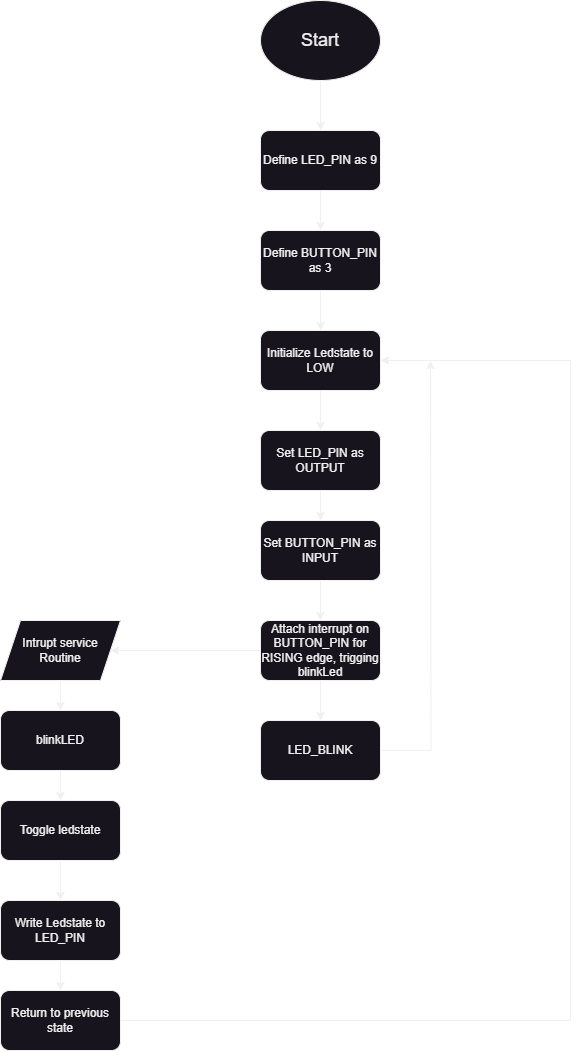 Start
Define LED_PIN as 9
Define BUTTON_PIN
as 3
Initialize Ledstate to
LOW
Set LED_PIN as
OUTPUT
Set BUTTON_PIN as
INPUT
Attach interrupt on
BUTTON_PIN for
RISING edge, trigging
blinkLed
LED_BLINK
Intrupt service
Routine
blinkLED
Toggle ledstate
Write Ledstate to
LED_PIN
Return to previous
state